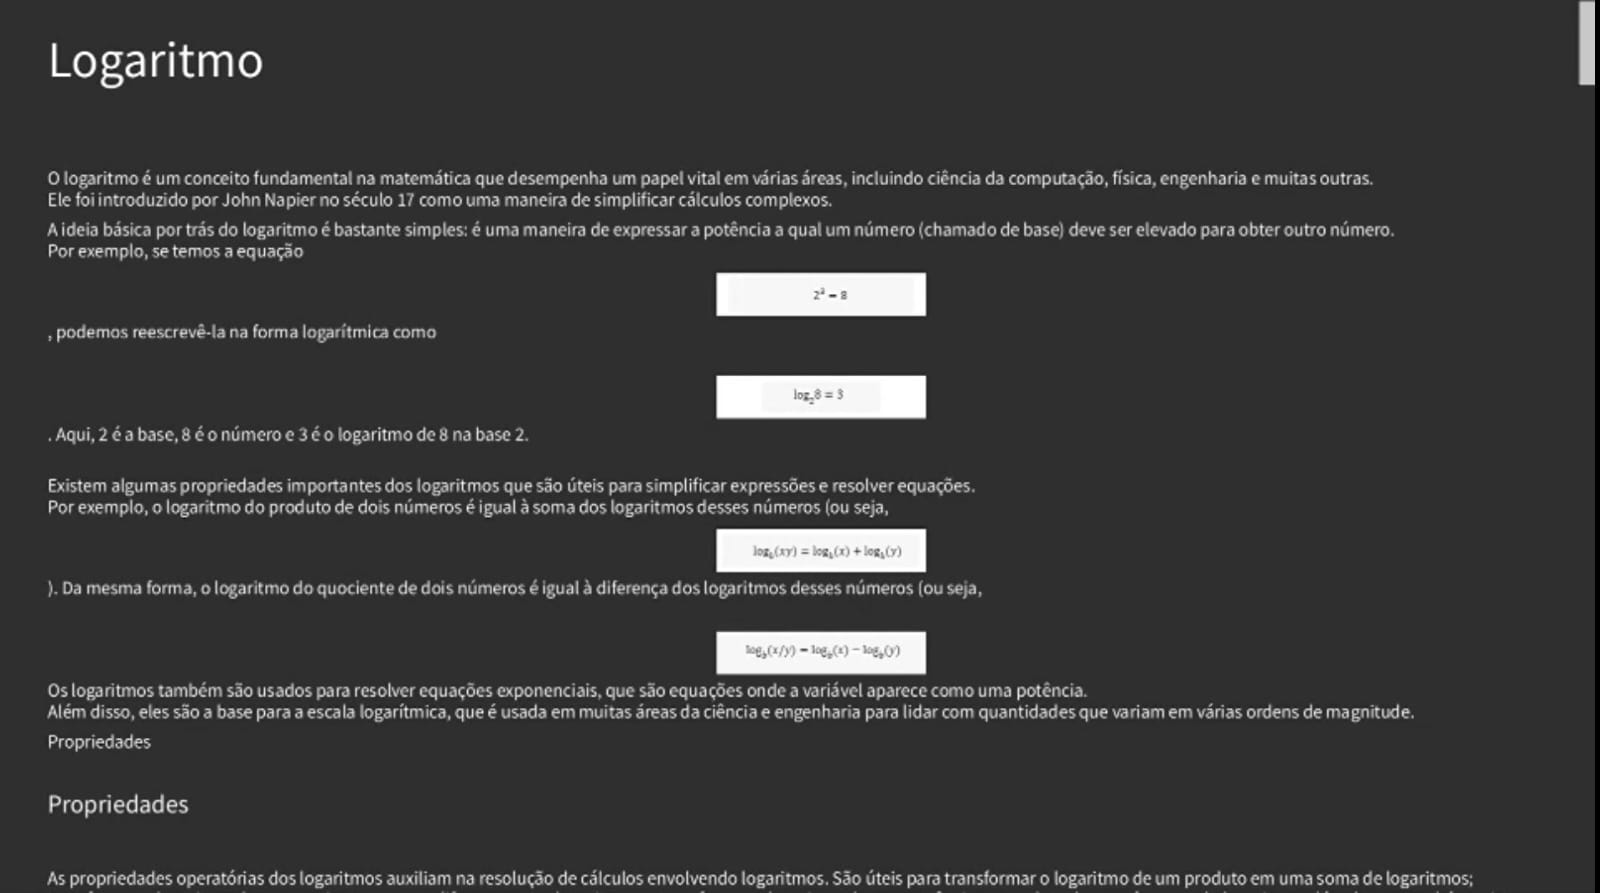 Logaritmo
O logaritmo é um conceito fundamental na matemática que desempenha um papel vital em várias áreas, incluindo ciência da computação, física, engenharia e muitas outras.
Ele foi introduzido por John Napier no século 17 como uma maneira de simplificar cálculos complexos.
A ideia básica por trás do logaritmo é bastante simples: é uma maneira de expressar a potência a qual um número (chamado de base) deve ser elevado para obter outro número.
Por exemplo, se temos a equação
2³ = 8
, podemos reescrevê-la na forma logarítmica como
log₂8 = 3
. Aqui, 2 é a base, 8 é o número e 3 é o logaritmo de 8 na base 2.
Existem algumas propriedades importantes dos logaritmos que são úteis para simplificar expressões e resolver equações.
Por exemplo, o logaritmo do produto de dois números é igual à soma dos logaritmos desses números (ou seja,
log_b(xy) = log_b(x) + log_b(y)
). Da mesma forma, o logaritmo do quociente de dois números é igual à diferença dos logaritmos desses números (ou seja,
log_b(x/y) = log_b(x) − log_b(y)
Os logaritmos também são usados para resolver equações exponenciais, que são equações onde a variável aparece como uma potência.
Além disso, eles são a base para a escala logarítmica, que é usada em muitas áreas da ciência e engenharia para lidar com quantidades que variam em várias ordens de magnitude.
Propriedades
Propriedades
As propriedades operatórias dos logaritmos auxiliam na resolução de cálculos envolvendo logaritmos. São úteis para transformar o logaritmo de um produto em uma soma de logaritmos;